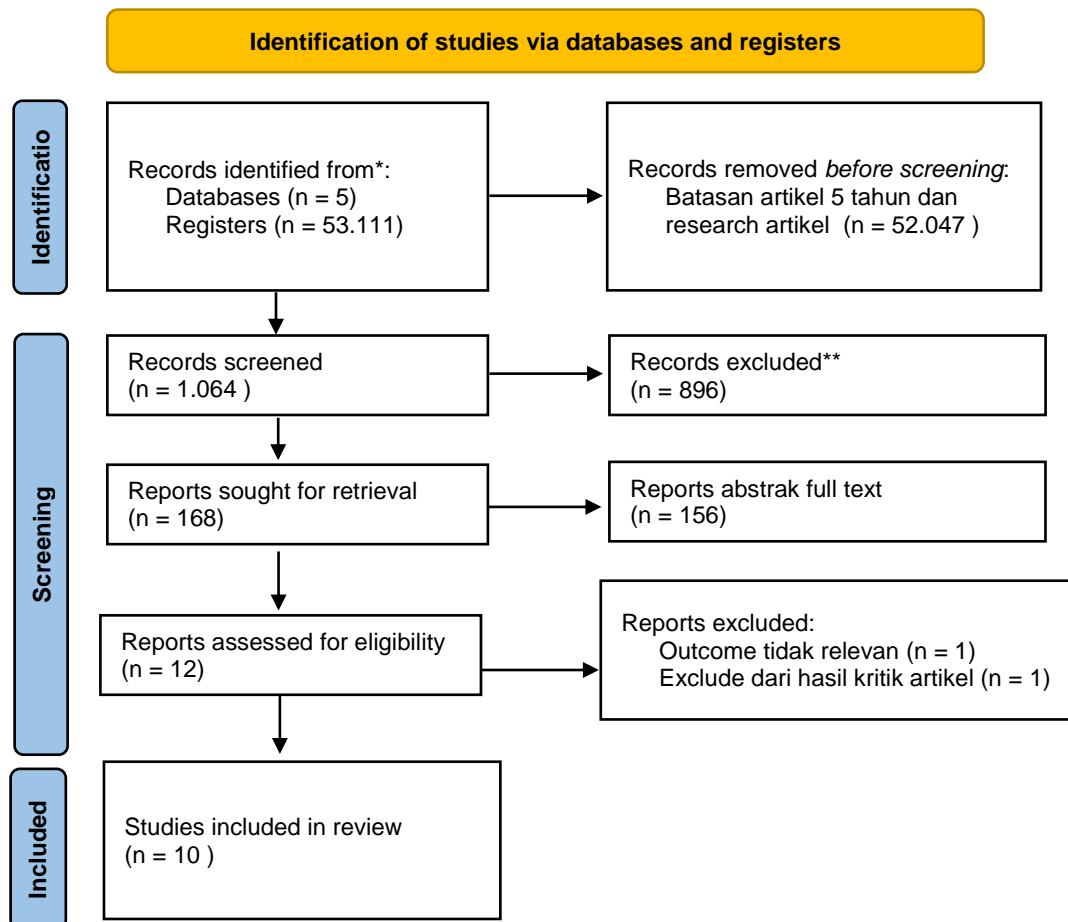 Identification of studies via databases and registers
Identificatio
Records identified from*:
Databases (n = 5)
Registers (n = 53.111)
Records removed before screening:
Batasan artikel 5 tahun dan
research artikel (n = 52.047 )
Screening
Records screened
(n = 1.064 )
Records excluded**
(n = 896)
Reports sought for retrieval
(n = 168)
Reports abstrak full text
(n = 156)
Reports assessed for eligibility
(n = 12)
Reports excluded:
Outcome tidak relevan (n = 1)
Exclude dari hasil kritik artikel (n = 1)
Included
Studies included in review
(n = 10 )